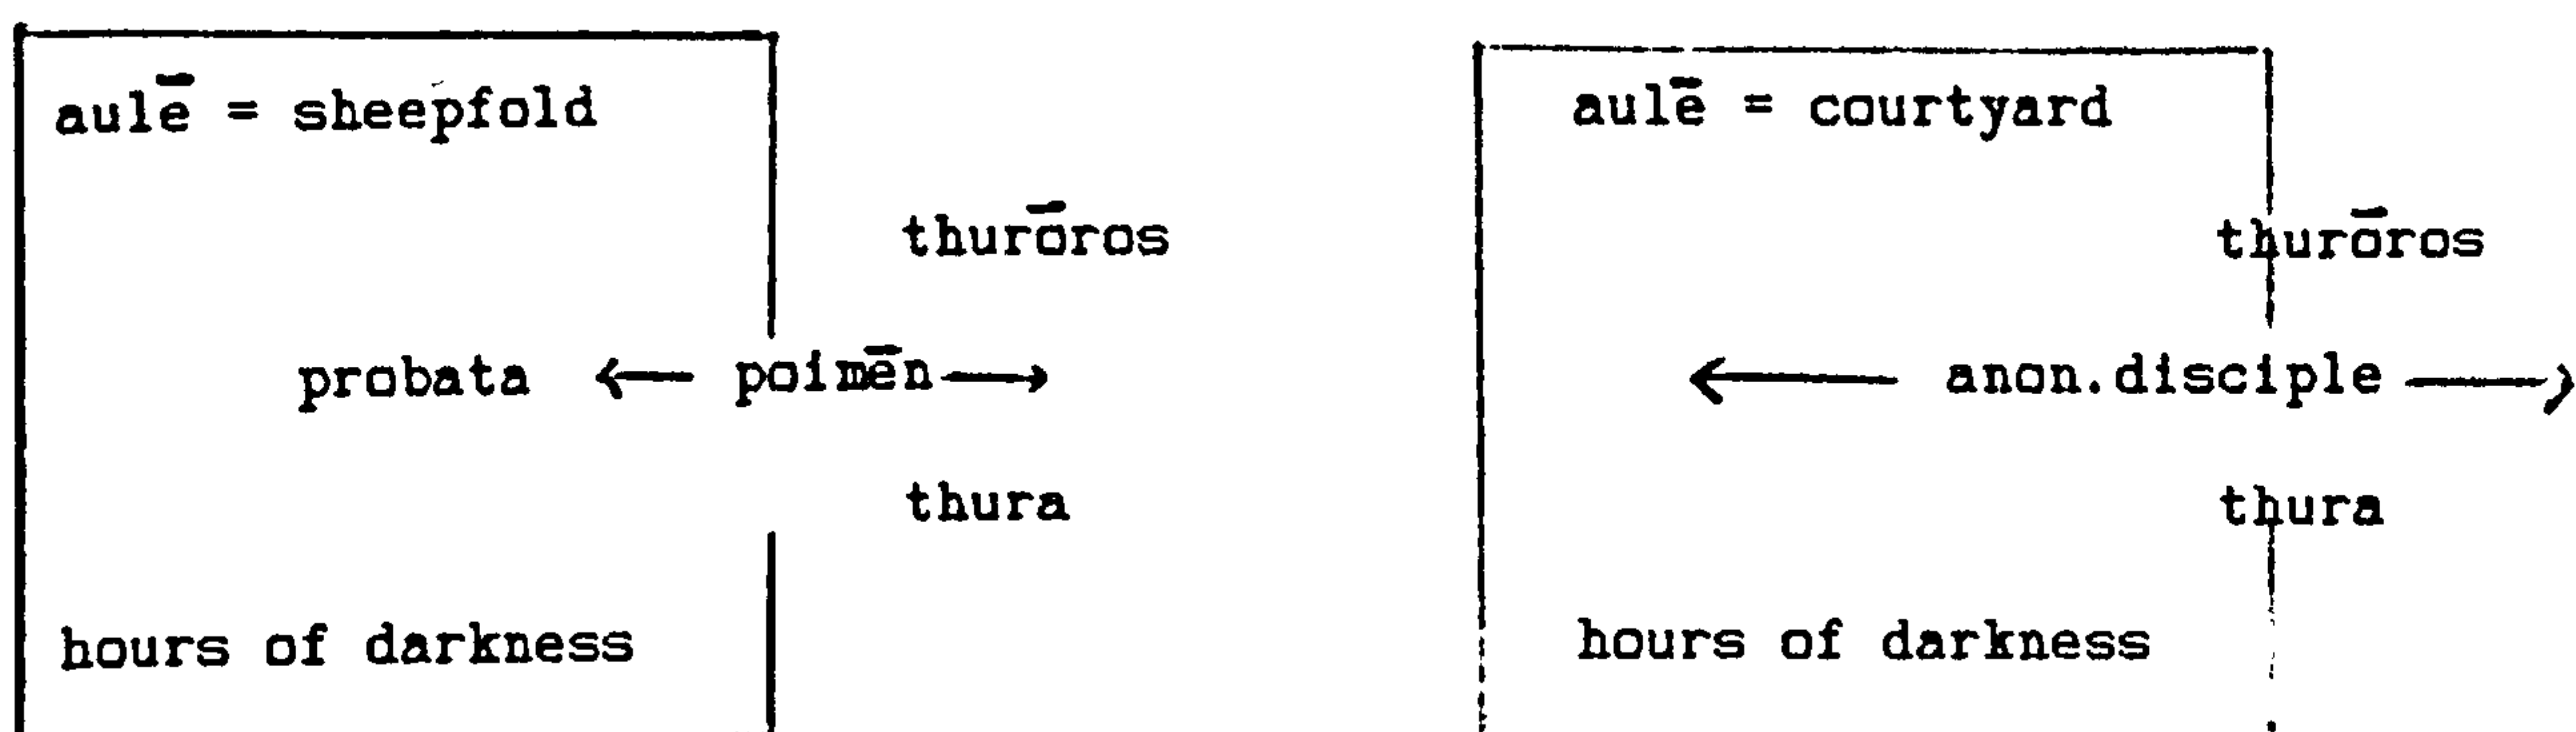 aulē = sheepfold
thurōros
probata ← poimēn →
thura
hours of darkness
aulē = courtyard
thurōros
← anon.disciple →
thura
hours of darkness